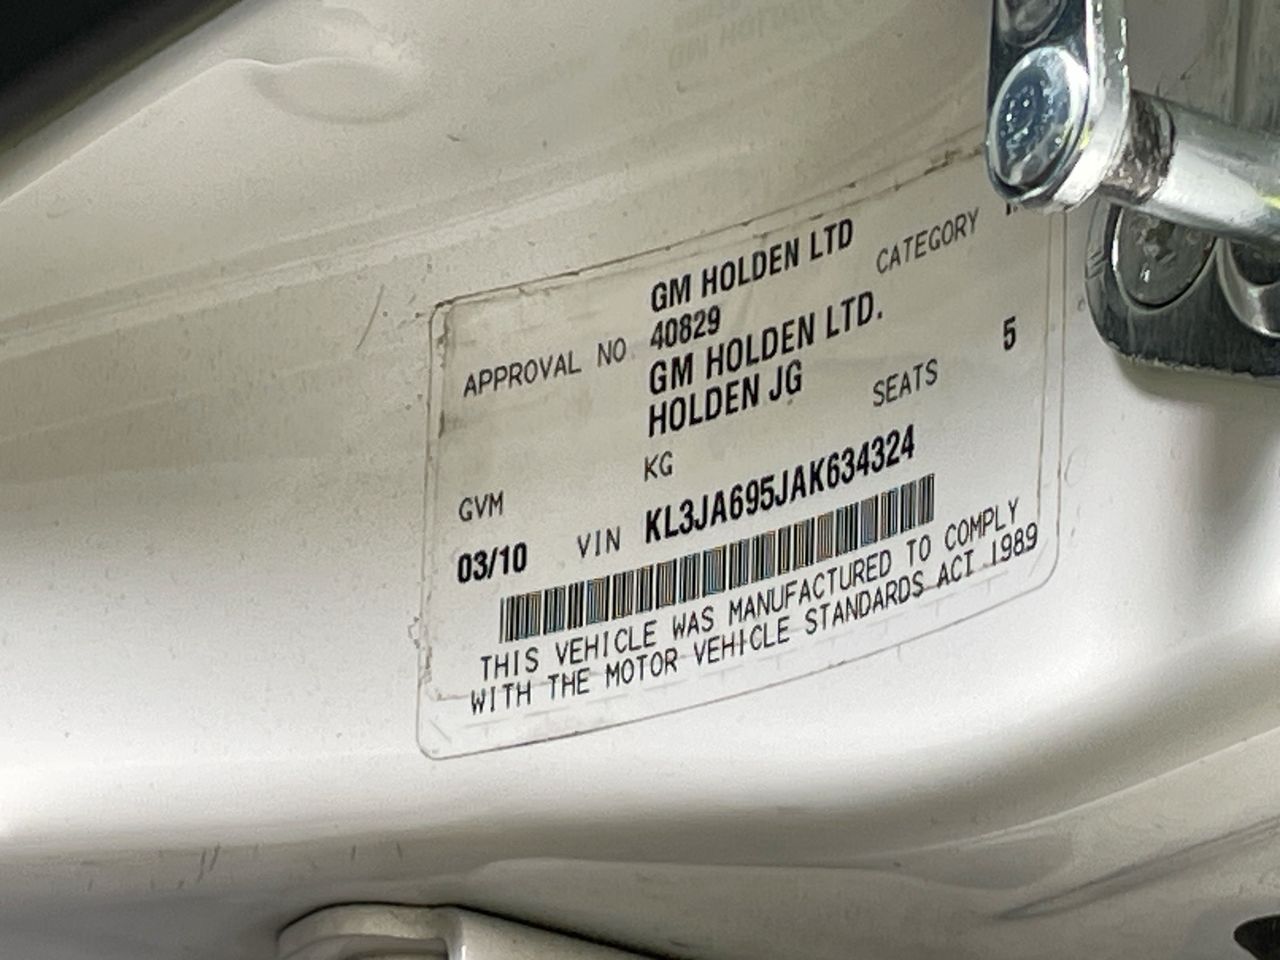 GM HOLDEN LTD
APPROVAL NO 40829 CATEGORY
GM HOLDEN LTD.
HOLDEN JG SEATS 5
GVM KG
03/10 VIN KL3JA695JAK634324
THIS VEHICLE WAS MANUFACTURED TO COMPLY
WITH THE MOTOR VEHICLE STANDARDS ACT 1989